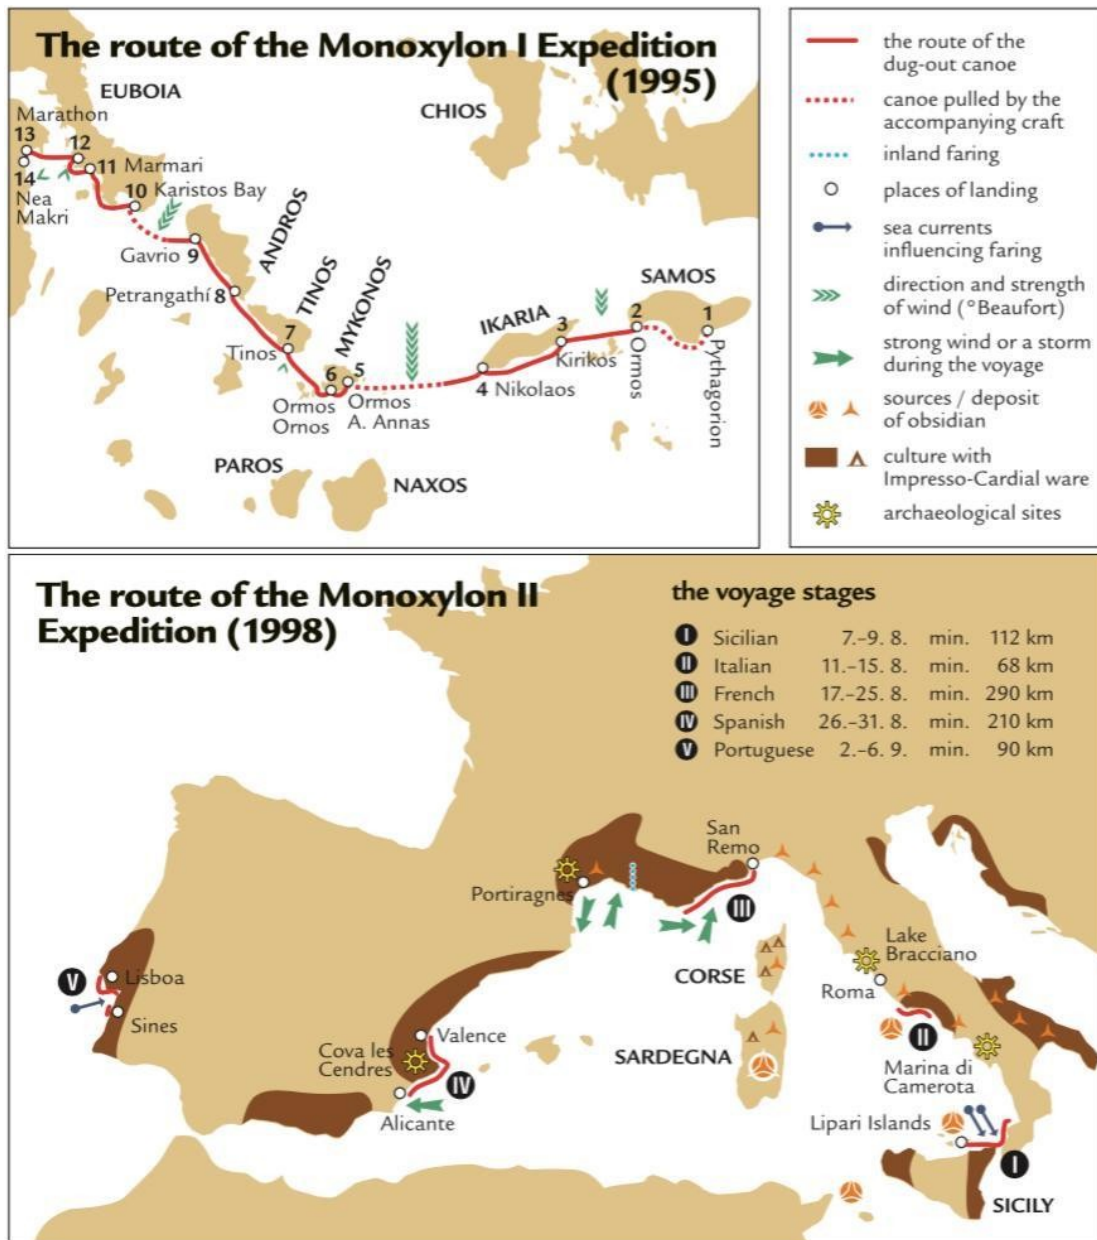 The route of the Monoxylon I Expedition
(1995)
EUBOIA
CHIOS
Marathon
13
12
11 Marmari
14
Nea
Makri
10 Karistos Bay
Gavrio 9
ANDROS
Petrangathí 8
TINOS
7
Tinos
MYKONOS
6
5
Ormos
Ornos
Ormos
A. Annas
IKARIA
3
Kirikos
4 Nikolaos
SAMOS
2
Ormos
1
Pythagorion
PAROS
NAXOS
the route of the
dug-out canoe
canoe pulled by the
accompanying craft
inland faring
places of landing
sea currents
influencing faring
direction and strength
of wind (°Beaufort)
strong wind or a storm
during the voyage
sources / deposit
of obsidian
culture with
Impresso-Cardial ware
archaeological sites
The route of the Monoxylon II
Expedition (1998)
the voyage stages
I Sicilian 7.-9. 8. min. 112 km
II Italian 11.-15. 8. min. 68 km
III French 17.-25. 8. min. 290 km
IV Spanish 26.-31. 8. min. 210 km
V Portuguese 2.-6. 9. min. 90 km
San
Remo
Portiragnes
III
Lake
Bracciano
CORSE
Roma
V
Lisboa
Sines
Valence
Cova les
Cendres
IV
Alicante
SARDEGNA
II
Marina di
Camerota
Lipari Islands
I
SICILY